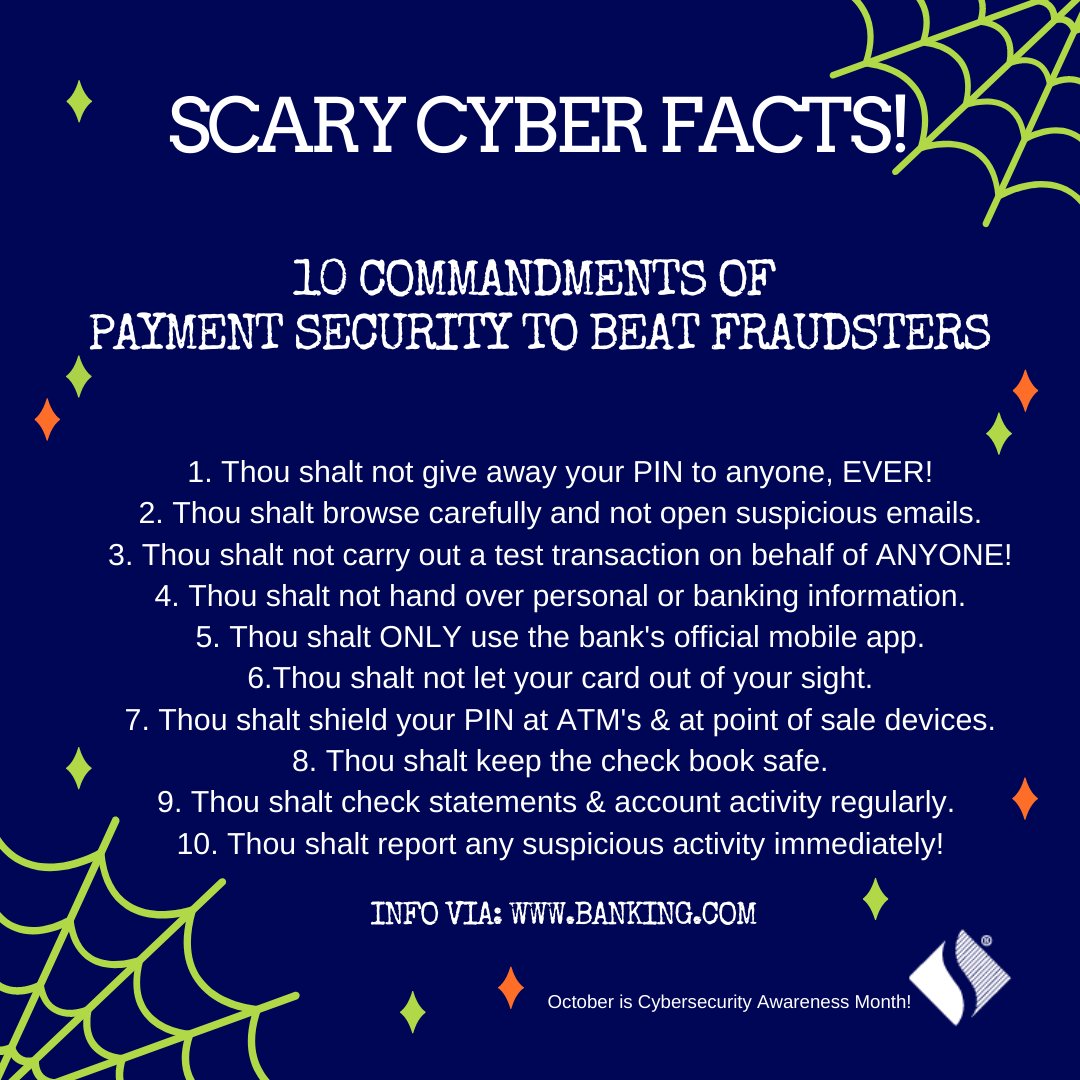 SCARY CYBER FACTS!
10 COMMANDMENTS OF
PAYMENT SECURITY TO BEAT FRAUDSTERS
1. Thou shalt not give away your PIN to anyone, EVER!
2. Thou shalt browse carefully and not open suspicious emails.
3. Thou shalt not carry out a test transaction on behalf of ANYONE!
4. Thou shalt not hand over personal or banking information.
5. Thou shalt ONLY use the bank's official mobile app.
6.Thou shalt not let your card out of your sight.
7. Thou shalt shield your PIN at ATM's & at point of sale devices.
8. Thou shalt keep the check book safe.
9. Thou shalt check statements & account activity regularly.
10. Thou shalt report any suspicious activity immediately!
INFO VIA: WWW.BANKING.COM
®
October is Cybersecurity Awareness Month!